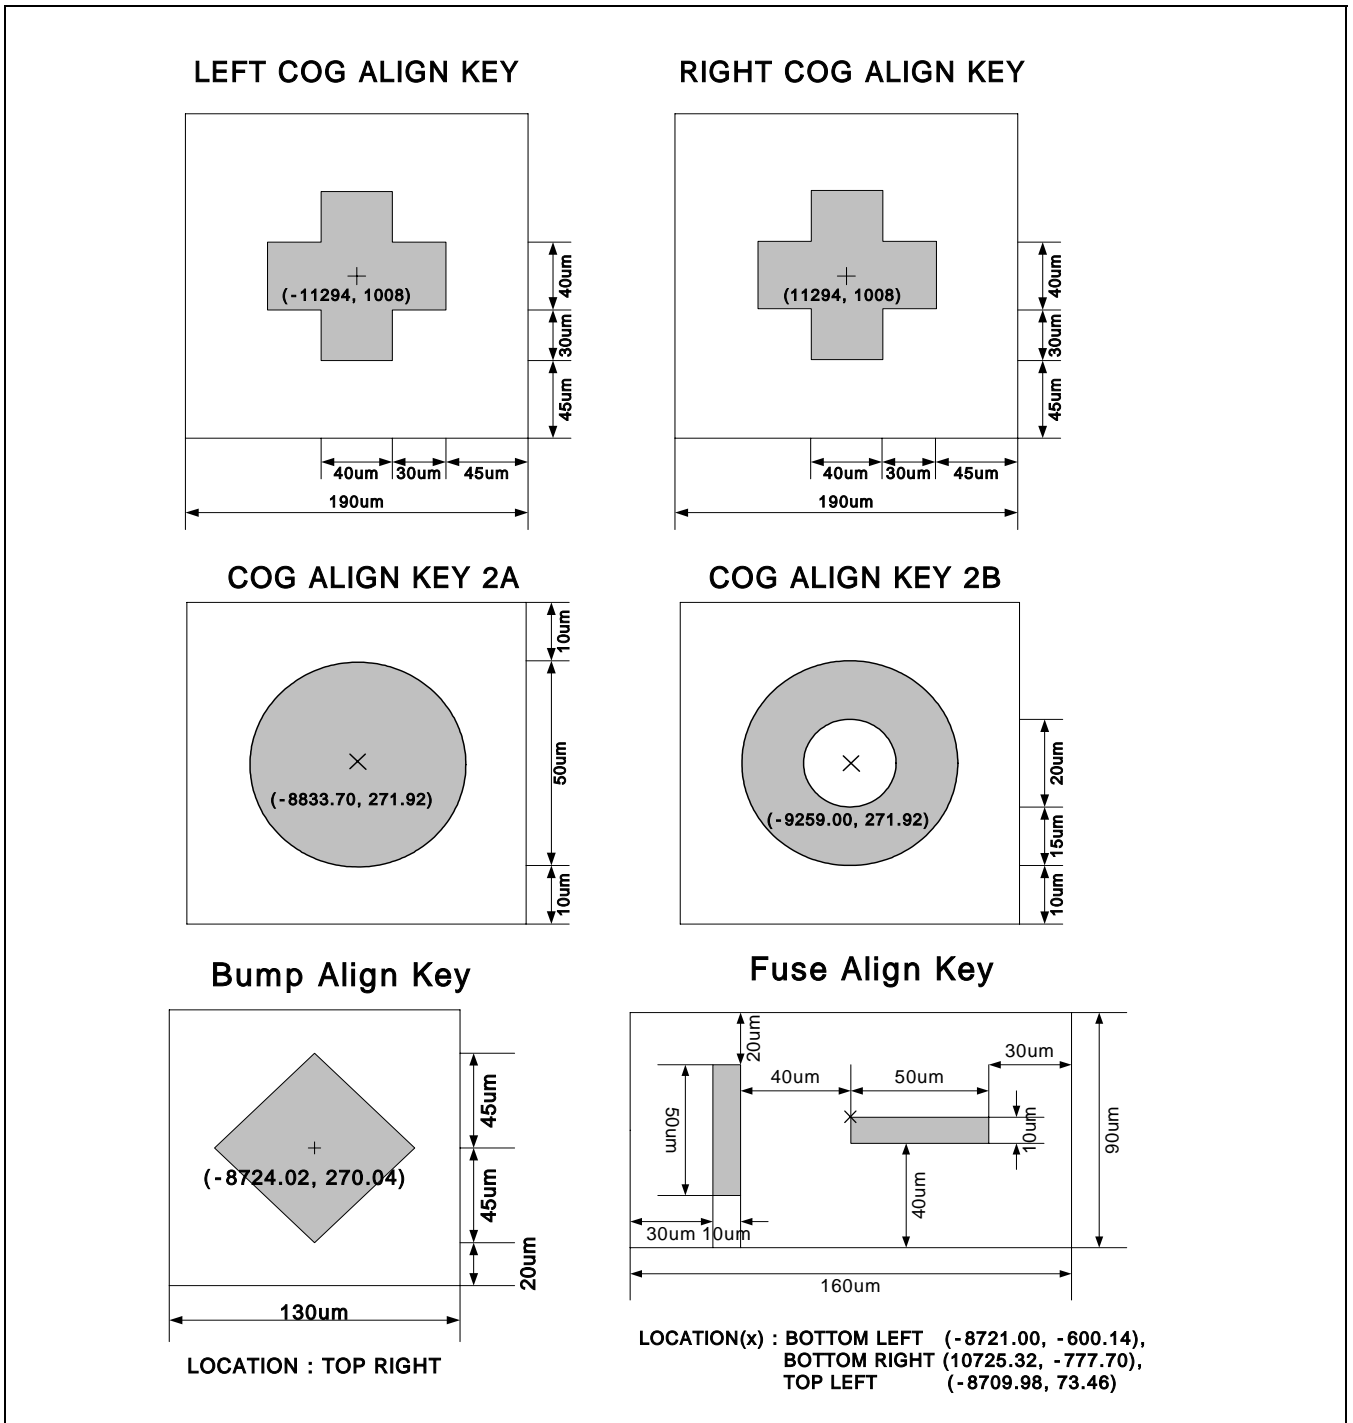 LEFT COG ALIGN KEY
RIGHT COG ALIGN KEY
(-11294, 1008)
40um
30um
45um
40um
30um
45um
190um
(11294, 1008)
40um
30um
45um
40um
30um
45um
190um
COG ALIGN KEY 2A
COG ALIGN KEY 2B
10um
50um
10um
(-8833.70, 271.92)
(-9259.00, 271.92)
20um
15um
10um
Bump Align Key
Fuse Align Key
(-8724.02, 270.04)
45um
45um
20um
130um
LOCATION : TOP RIGHT
20um
40um
50um
30um
50um
10um
90um
40um
30um
10um
160um
LOCATION(x) : BOTTOM LEFT (-8721.00, -600.14),
BOTTOM RIGHT (10725.32, -777.70),
TOP LEFT (-8709.98, 73.46)